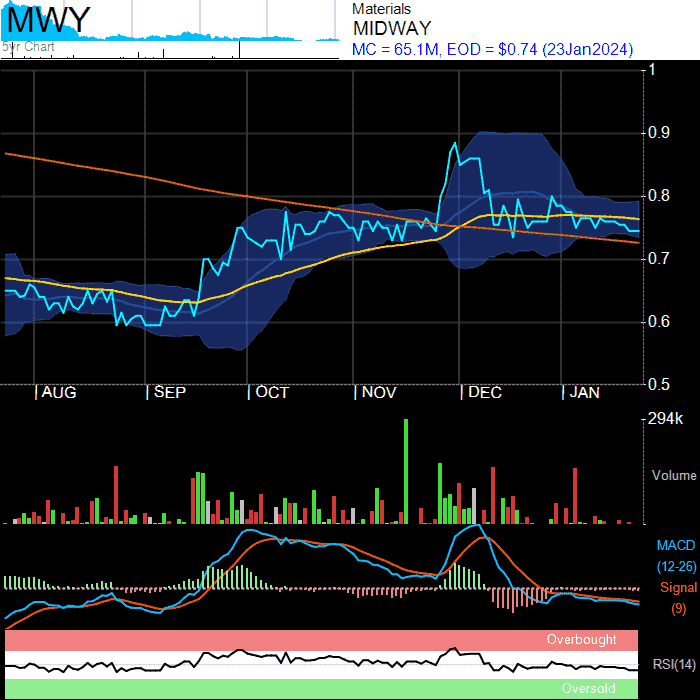 MWY
5yr Chart
Materials
MIDWAY
MC = 65.1M, EOD = $0.74 (23Jan2024)
1
0.9
0.8
0.7
0.6
0.5
AUG
SEP
OCT
NOV
DEC
JAN
294k
Volume
MACD
(12-26)
Signal
(9)
Overbought
RSI(14)
Oversold